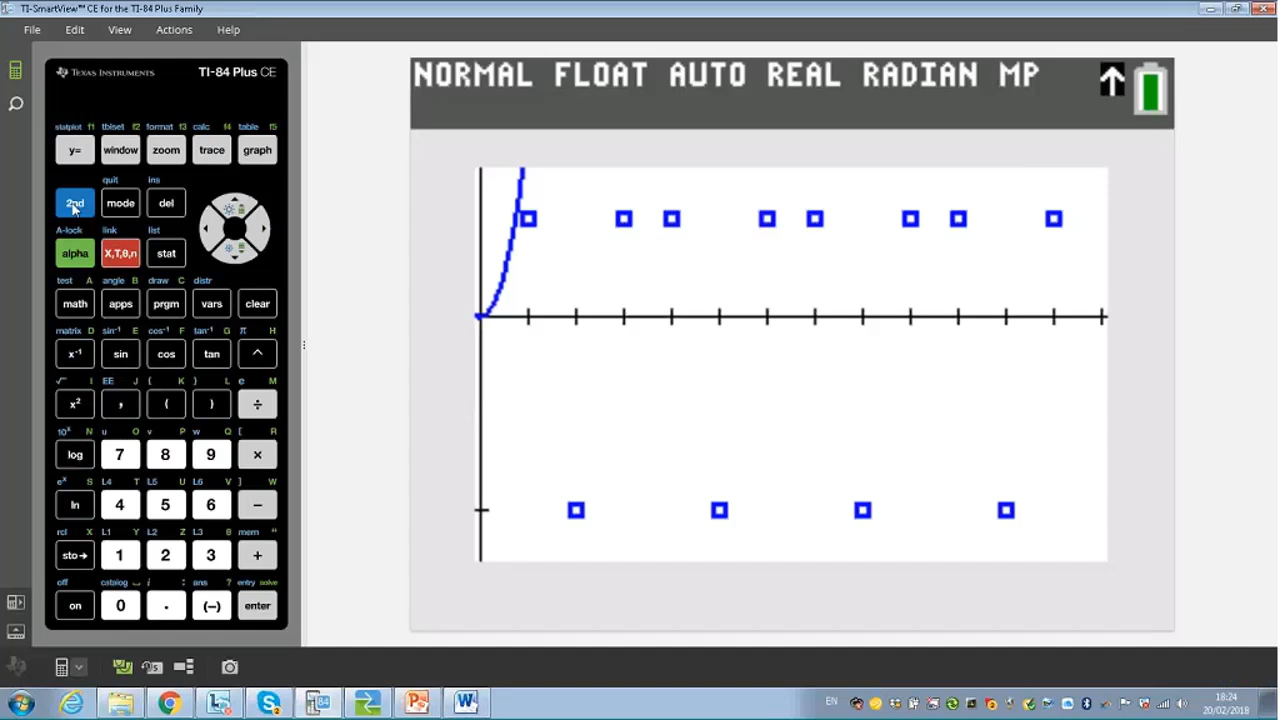 TI-SmartView™ CE for the TI-84 Plus Family
File Edit View Actions Help
TEXAS INSTRUMENTS TI-84 Plus CE
NORMAL FLOAT AUTO REAL RADIAN MP
statplot f1 tblset f2 format f3 calc f4 table f5
y= window zoom trace graph
quit ins
2nd mode del
A-lock link list
alpha X,T,θ,n stat
test A angle B draw C distr
math apps prgm vars clear
matrix D sin⁻¹ E cos⁻¹ F tan⁻¹ G π H
x⁻¹ sin cos tan ^
√ I EE J { K } L e M
x² , ( ) ÷
10ˣ N u O v P w Q [ R
log 7 8 9 ×
eˣ S L4 T L5 U L6 V ] W
ln 4 5 6 −
rcl X L1 Y L2 Z L3 θ mem "
sto→ 1 2 3 +
off catalog i : ans ? entry solve
on 0 . (−) enter
EN
18:24
20/02/2018